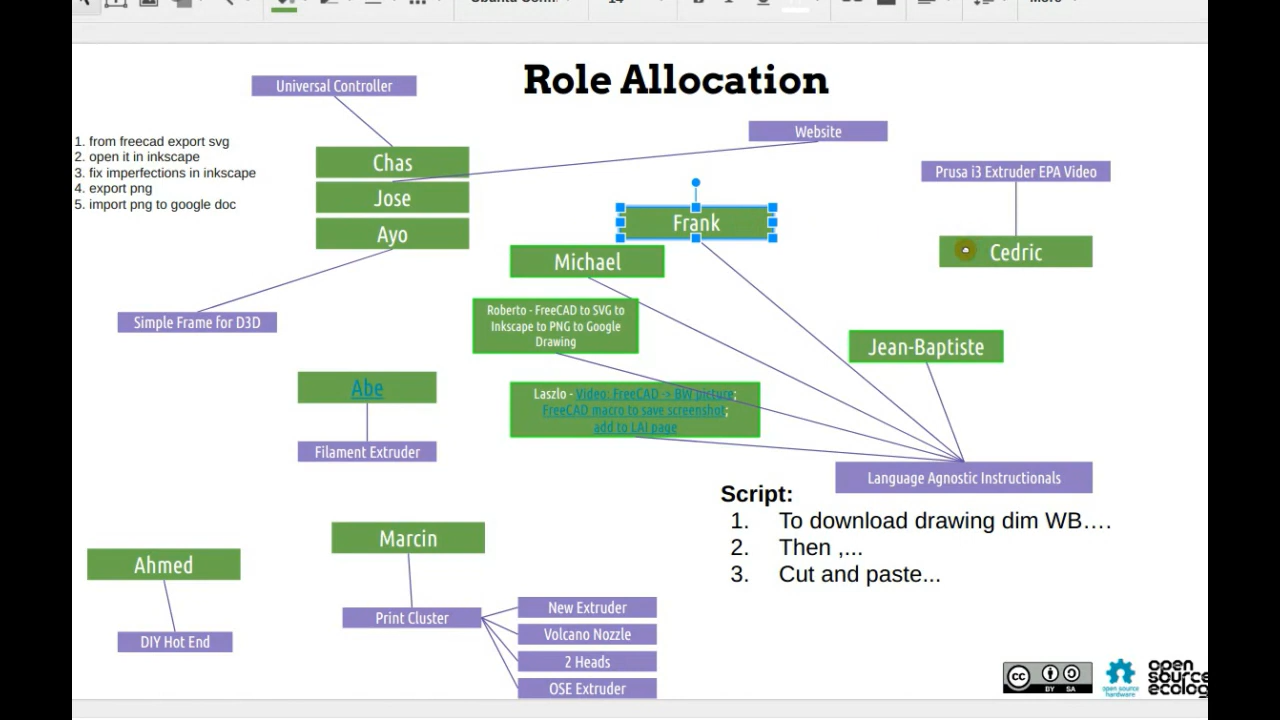 Role Allocation
Universal Controller
Website
1. from freecad export svg
2. open it in inkscape
3. fix imperfections in inkscape
4. export png
5. import png to google doc
Chas
Jose
Ayo
Prusa i3 Extruder EPA Video
Frank
Cedric
Michael
Simple Frame for D3D
Roberto - FreeCAD to SVG to
Inkscape to PNG to Google
Drawing
Jean-Baptiste
Abe
Laszlo - Video: FreeCAD -> BW picture;
FreeCAD macro to save screenshot;
add to LAI page
Filament Extruder
Language Agnostic Instructionals
Script:
1. To download drawing dim WB....
2. Then ,...
3. Cut and paste...
Marcin
Ahmed
Print Cluster
New Extruder
Volcano Nozzle
2 Heads
OSE Extruder
DIY Hot End
CC
BY SA
open source
hardware
open
source
ecology